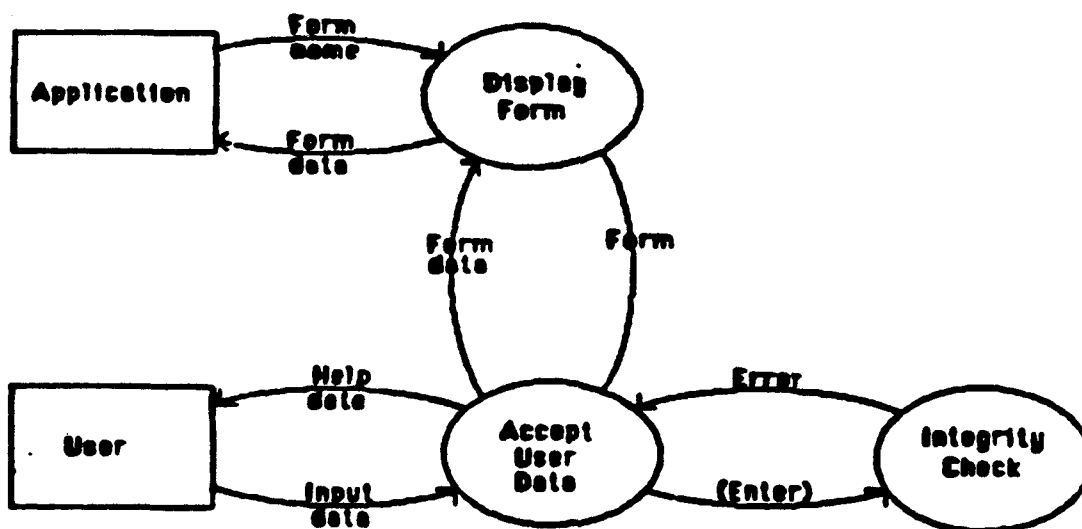 Form
name
Application
Display
Form
Form
data
Form
data
Form
Help
data
Error
User
Accept
User
Data
Integrity
Check
Input
data
(Enter)